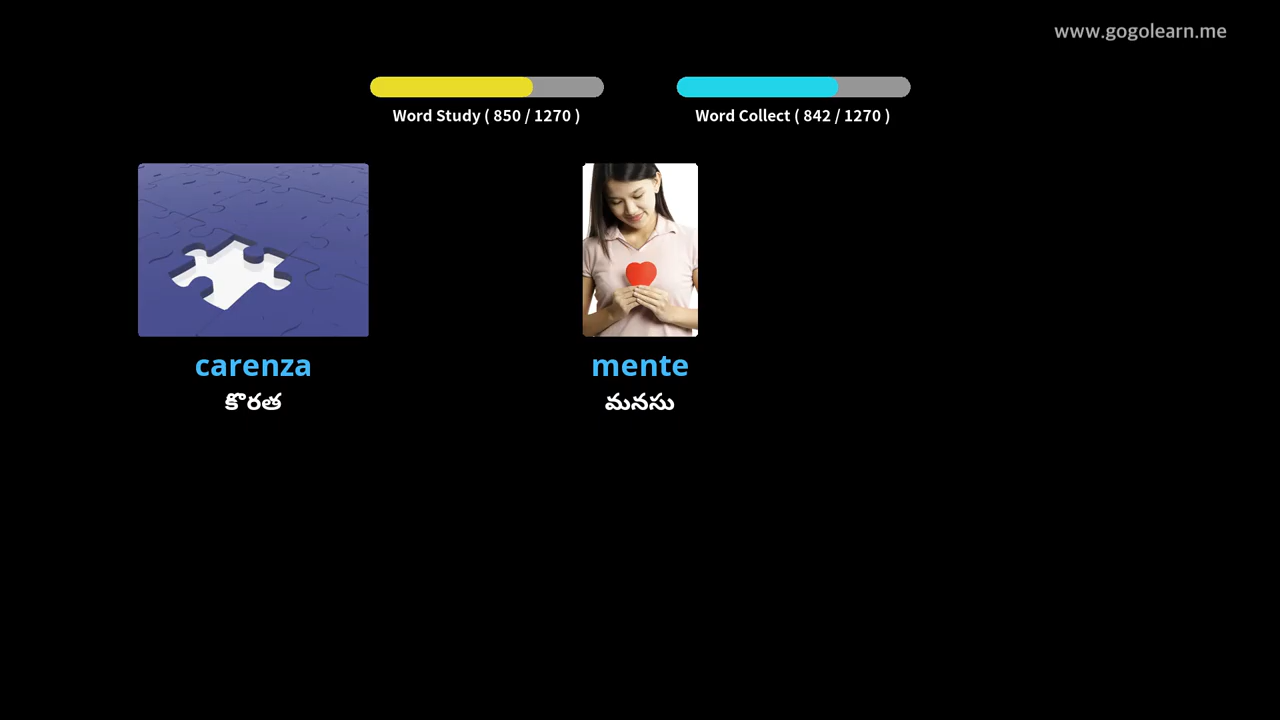 www.gogolearn.me
Word Study ( 850 / 1270 )
Word Collect ( 842 / 1270 )
carenza
కొరత
mente
మనసు